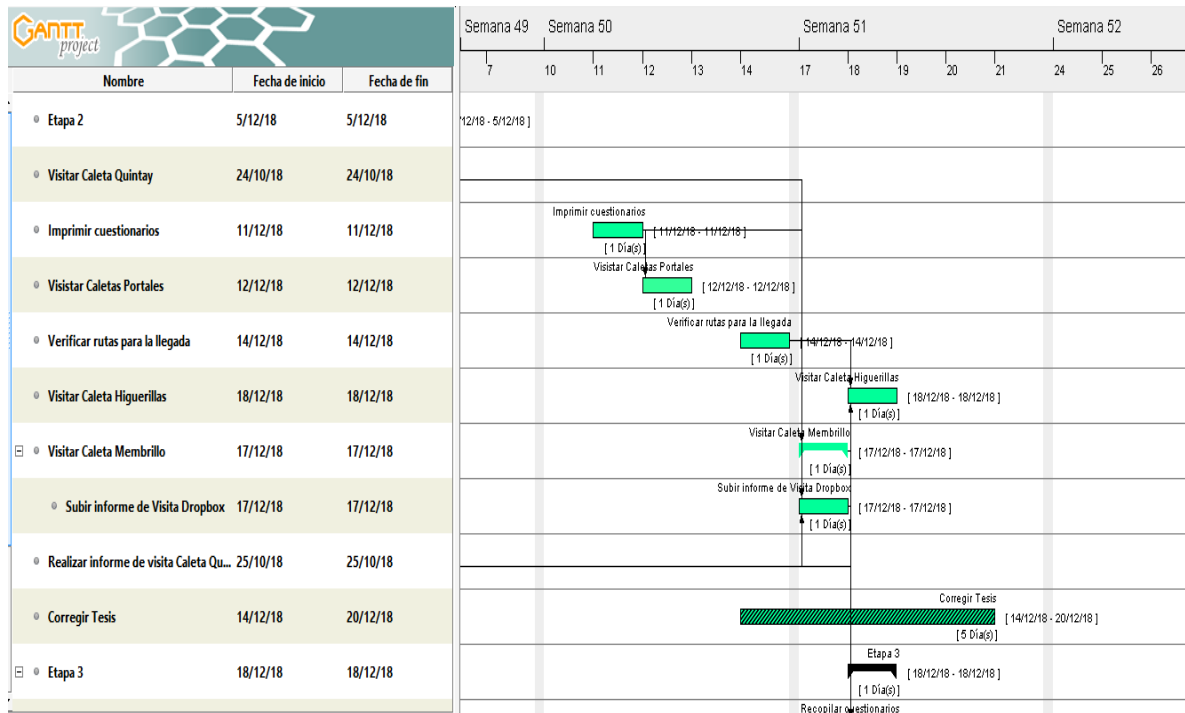 GANTT
project
Semana 49 Semana 50 Semana 51 Semana 52
7 10 11 12 13 14 17 18 19 20 21 24 25 26
Nombre Fecha de inicio Fecha de fin
Etapa 2 5/12/18 5/12/18
12/18 - 5/12/18 ]
Visitar Caleta Quintay 24/10/18 24/10/18
Imprimir cuestionarios 11/12/18 11/12/18
Imprimir cuestionarios
[ 11/12/18 - 11/12/18 ]
[ 1 Día(s) ]
Visistar Caletas Portales 12/12/18 12/12/18
Visistar Caletas Portales
[ 12/12/18 - 12/12/18 ]
[ 1 Día(s) ]
Verificar rutas para la llegada 14/12/18 14/12/18
Verificar rutas para la llegada
[ 14/12/18 - 14/12/18 ]
[ 1 Día(s) ]
Visitar Caleta Higuerillas 18/12/18 18/12/18
Visitar Caleta Higuerillas
[ 18/12/18 - 18/12/18 ]
[ 1 Día(s) ]
Visitar Caleta Membrillo 17/12/18 17/12/18
Visitar Caleta Membrillo
[ 17/12/18 - 17/12/18 ]
[ 1 Día(s) ]
Subir informe de Visita Dropbox 17/12/18 17/12/18
Subir informe de Visita Dropbox
[ 17/12/18 - 17/12/18 ]
[ 1 Día(s) ]
Realizar informe de visita Caleta Qu... 25/10/18 25/10/18
Corregir Tesis 14/12/18 20/12/18
Corregir Tesis
[ 14/12/18 - 20/12/18 ]
[ 5 Día(s) ]
Etapa 3 18/12/18 18/12/18
Etapa 3
[ 18/12/18 - 18/12/18 ]
[ 1 Día(s) ]
Recopilar cuestionarios